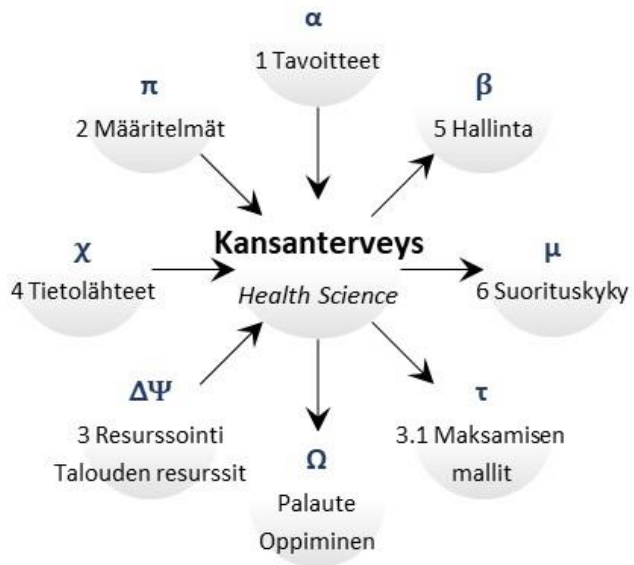 α
1 Tavoitteet
π
2 Määritelmät
β
5 Hallinta
Kansanterveys
Health Science
χ
4 Tietolähteet
μ
6 Suorituskyky
ΔΨ
3 Resurssointi
Talouden resurssit
Ω
Palaute
Oppiminen
τ
3.1 Maksamisen
mallit